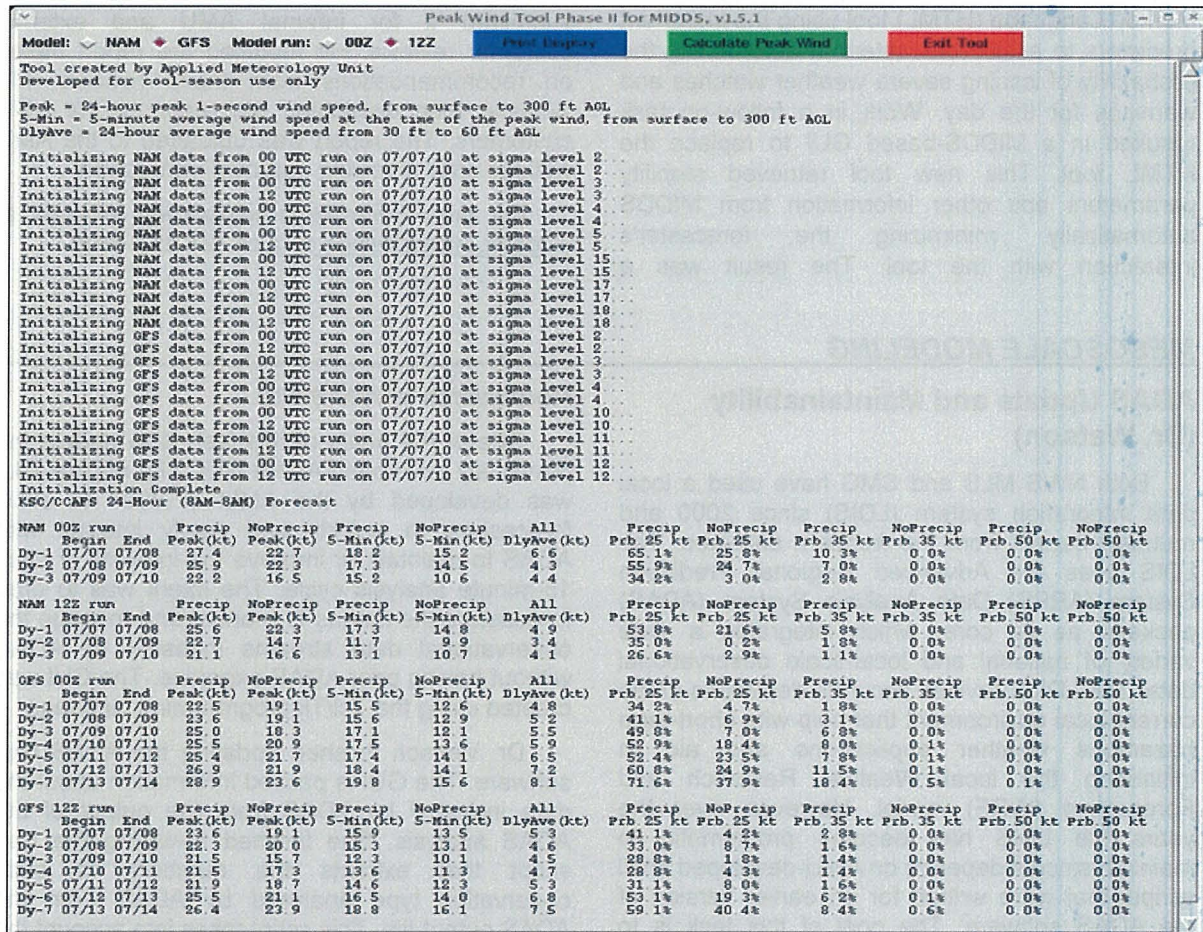 Peak Wind Tool Phase II for MIDDS, v1.5.1
Model: NAM GFS Model run: 00Z 12Z Print Display Calculate Peak Wind Exit Tool
Tool created by Applied Meteorology Unit
Developed for cool-season use only
Peak = 24-hour peak 1-second wind speed, from surface to 300 ft AGL
5-Min = 5-minute average wind speed at the time of the peak wind, from surface to 300 ft AGL
DlyAve = 24-hour average wind speed from 30 ft to 60 ft AGL
Initializing NAM data from 00 UTC run on 07/07/10 at sigma level 2...
Initializing NAM data from 12 UTC run on 07/07/10 at sigma level 2...
Initializing NAM data from 00 UTC run on 07/07/10 at sigma level 3...
Initializing NAM data from 12 UTC run on 07/07/10 at sigma level 3...
Initializing NAM data from 00 UTC run on 07/07/10 at sigma level 4...
Initializing NAM data from 12 UTC run on 07/07/10 at sigma level 4...
Initializing NAM data from 00 UTC run on 07/07/10 at sigma level 5...
Initializing NAM data from 12 UTC run on 07/07/10 at sigma level 5...
Initializing NAM data from 00 UTC run on 07/07/10 at sigma level 15...
Initializing NAM data from 12 UTC run on 07/07/10 at sigma level 15...
Initializing NAM data from 00 UTC run on 07/07/10 at sigma level 17...
Initializing NAM data from 12 UTC run on 07/07/10 at sigma level 17...
Initializing NAM data from 00 UTC run on 07/07/10 at sigma level 18...
Initializing NAM data from 12 UTC run on 07/07/10 at sigma level 18...
Initializing GFS data from 00 UTC run on 07/07/10 at sigma level 2...
Initializing GFS data from 12 UTC run on 07/07/10 at sigma level 2...
Initializing GFS data from 00 UTC run on 07/07/10 at sigma level 3...
Initializing GFS data from 12 UTC run on 07/07/10 at sigma level 3...
Initializing GFS data from 00 UTC run on 07/07/10 at sigma level 4...
Initializing GFS data from 12 UTC run on 07/07/10 at sigma level 4...
Initializing GFS data from 00 UTC run on 07/07/10 at sigma level 10...
Initializing GFS data from 12 UTC run on 07/07/10 at sigma level 10...
Initializing GFS data from 00 UTC run on 07/07/10 at sigma level 11...
Initializing GFS data from 12 UTC run on 07/07/10 at sigma level 11...
Initializing GFS data from 00 UTC run on 07/07/10 at sigma level 12...
Initializing GFS data from 12 UTC run on 07/07/10 at sigma level 12...
Initialization Complete
KSC/CCAFS 24-Hour (8AM-8AM) Forecast
NAM 00Z run Precip NoPrecip Precip NoPrecip All Precip NoPrecip Precip NoPrecip Precip NoPrecip
Begin End Peak(kt) Peak(kt) 5-Min(kt) 5-Min(kt) DlyAve(kt) Prb.25 kt Prb.25 kt Prb.35 kt Prb.35 kt Prb.50 kt Prb.50 kt
Dy-1 07/07 07/08 27.4 18.2 15.2 6.6 65.1% 25.8% 10.3% 0.0% 0.0% 0.0%
Dy-2 07/08 07/09 25.9 17.3 14.5 4.3 55.9% 24.7% 0.0% 0.0% 0.0%
Dy-3 07/09 07/10 22.2 16.5 15.2 10.6 4.4 34.2% 3.0% 2.8% 0.0% 0.0% 0.0%
NAM 12Z run Precip NoPrecip Precip NoPrecip All Precip NoPrecip Precip NoPrecip Precip NoPrecip
Begin End Peak(kt) Peak(kt) 5-Min(kt) 5-Min(kt) DlyAve(kt) Prb.25 kt Prb.25 kt Prb.35 kt Prb.35 kt Prb.50 kt Prb.50 kt
Dy-1 07/07 07/08 25.6 22.3 17.3 14.8 4.9 53.8% 21.6% 5.8% 0.0% 0.0% 0.0%
Dy-2 07/08 07/09 22.7 14.7 11.7 9.9 3.4 35.0% 2.2% 1.1% 0.0% 0.0% 0.0%
Dy-3 07/09 07/10 21.1 16.5 13.1 10.7 4.1 26.6% 3.0% 1.1% 0.0% 0.0% 0.0%
GFS 00Z run Precip NoPrecip Precip NoPrecip All Precip NoPrecip Precip NoPrecip Precip NoPrecip
Begin End Peak(kt) Peak(kt) 5-Min(kt) 5-Min(kt) DlyAve(kt) Prb.25 kt Prb.25 kt Prb.35 kt Prb.35 kt Prb.50 kt Prb.50 kt
Dy-1 07/07 07/08 22.5 15.2 12.9 4.8 34.2% 4.7% 1.8% 0.0% 0.0% 0.0%
Dy-2 07/08 07/09 23.6 15.6 12.9 5.2 41.1% 6.9% 0.0% 0.0% 0.0%
Dy-3 07/09 07/10 25.0 18.3 17.1 12.1 5.5 49.8% 7.0% 6.8% 0.0% 0.0% 0.0%
Dy-4 07/10 07/11 25.5 17.5 5.9 52.9% 18.4% 0.0% 0.1% 0.0%
Dy-5 07/11 07/12 25.4 17.4 6.5 52.4% 23.5% 7.8% 0.1% 0.0% 0.0%
Dy-6 07/12 07/13 26.9 18.4 7.2 60.8% 24.9% 11.5% 0.1% 0.0% 0.0%
Dy-7 07/13 07/14 28.9 19.8 15.6 71.6% 37.9% 18.4% 0.5% 0.0%
GFS 12Z run Precip NoPrecip Precip NoPrecip All Precip NoPrecip Precip NoPrecip Precip NoPrecip
Begin End Peak(kt) Peak(kt) 5-Min(kt) 5-Min(kt) DlyAve(kt) Prb.25 kt Prb.25 kt Prb.35 kt Prb.35 kt Prb.50 kt Prb.50 kt
Dy-1 07/07 07/08 23.6 15.9 5.3 41.1% 4.2% 2.8% 0.0% 0.0% 0.0%
Dy-2 07/08 07/09 22.3 15.2 33.0% 1.6% 0.0% 0.0% 0.0%
Dy-3 07/09 07/10 21.5 15.7 12.3 10.1 4.5 28.8% 1.8% 1.4% 0.0% 0.0% 0.0%
Dy-4 07/10 07/11 21.5 17.3 13.7 4.7 28.8% 1.4% 0.0% 0.0% 0.0%
Dy-5 07/11 07/12 21.9 18.7 14.6 12.3 5.3 31.1% 8.0% 1.6% 0.0% 0.0% 0.0%
Dy-6 07/12 07/13 25.5 16.5 14.0 5.8 53.1% 19.3% 6.2% 0.1% 0.0% 0.0%
Dy-7 07/13 07/14 26.4 23.9 18.8 16.1 7.5 59.1% 40.4% 8.4% 0.6% 0.0% 0.0%